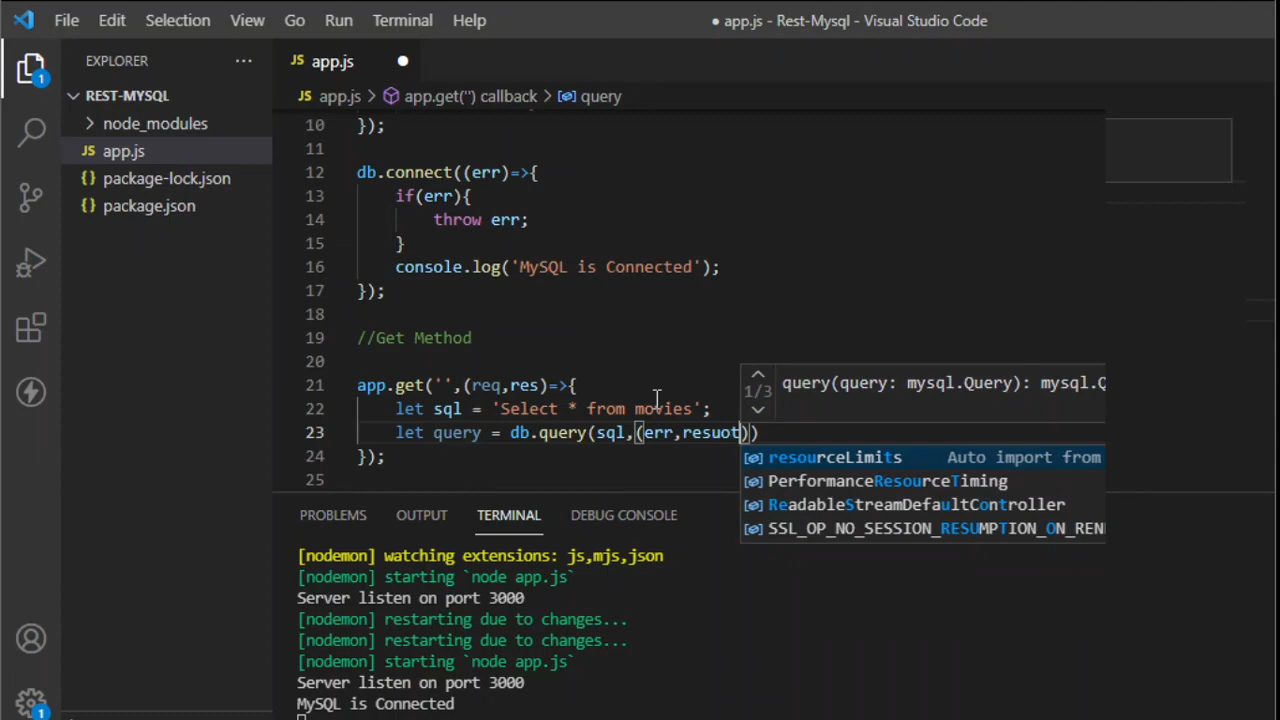 File Edit Selection View Go Run Terminal Help ● app.js - Rest-Mysql - Visual Studio Code
EXPLORER ···
JS app.js ●
1
REST-MYSQL
JS app.js > app.get('') callback > query
node_modules
JS app.js
{} package-lock.json
{} package.json
10 });
11
12 db.connect((err)=>{
13 if(err){
14 throw err;
15 }
16 console.log('MySQL is Connected');
17 });
18
19 //Get Method
20
21 app.get('',(req,res)=>{
22 let sql = 'Select * from movies';
23 let query = db.query(sql,(err,resuot))
24 });
25
1/3 query(query: mysql.Query): mysql.Q
resourceLimits Auto import from
PerformanceResourceTiming
ReadableStreamDefaultController
SSL_OP_NO_SESSION_RESUMPTION_ON_REN
PROBLEMS OUTPUT TERMINAL DEBUG CONSOLE
[nodemon] watching extensions: js,mjs,json
[nodemon] starting `node app.js`
Server listen on port 3000
[nodemon] restarting due to changes...
[nodemon] restarting due to changes...
[nodemon] starting `node app.js`
Server listen on port 3000
MySQL is Connected
1